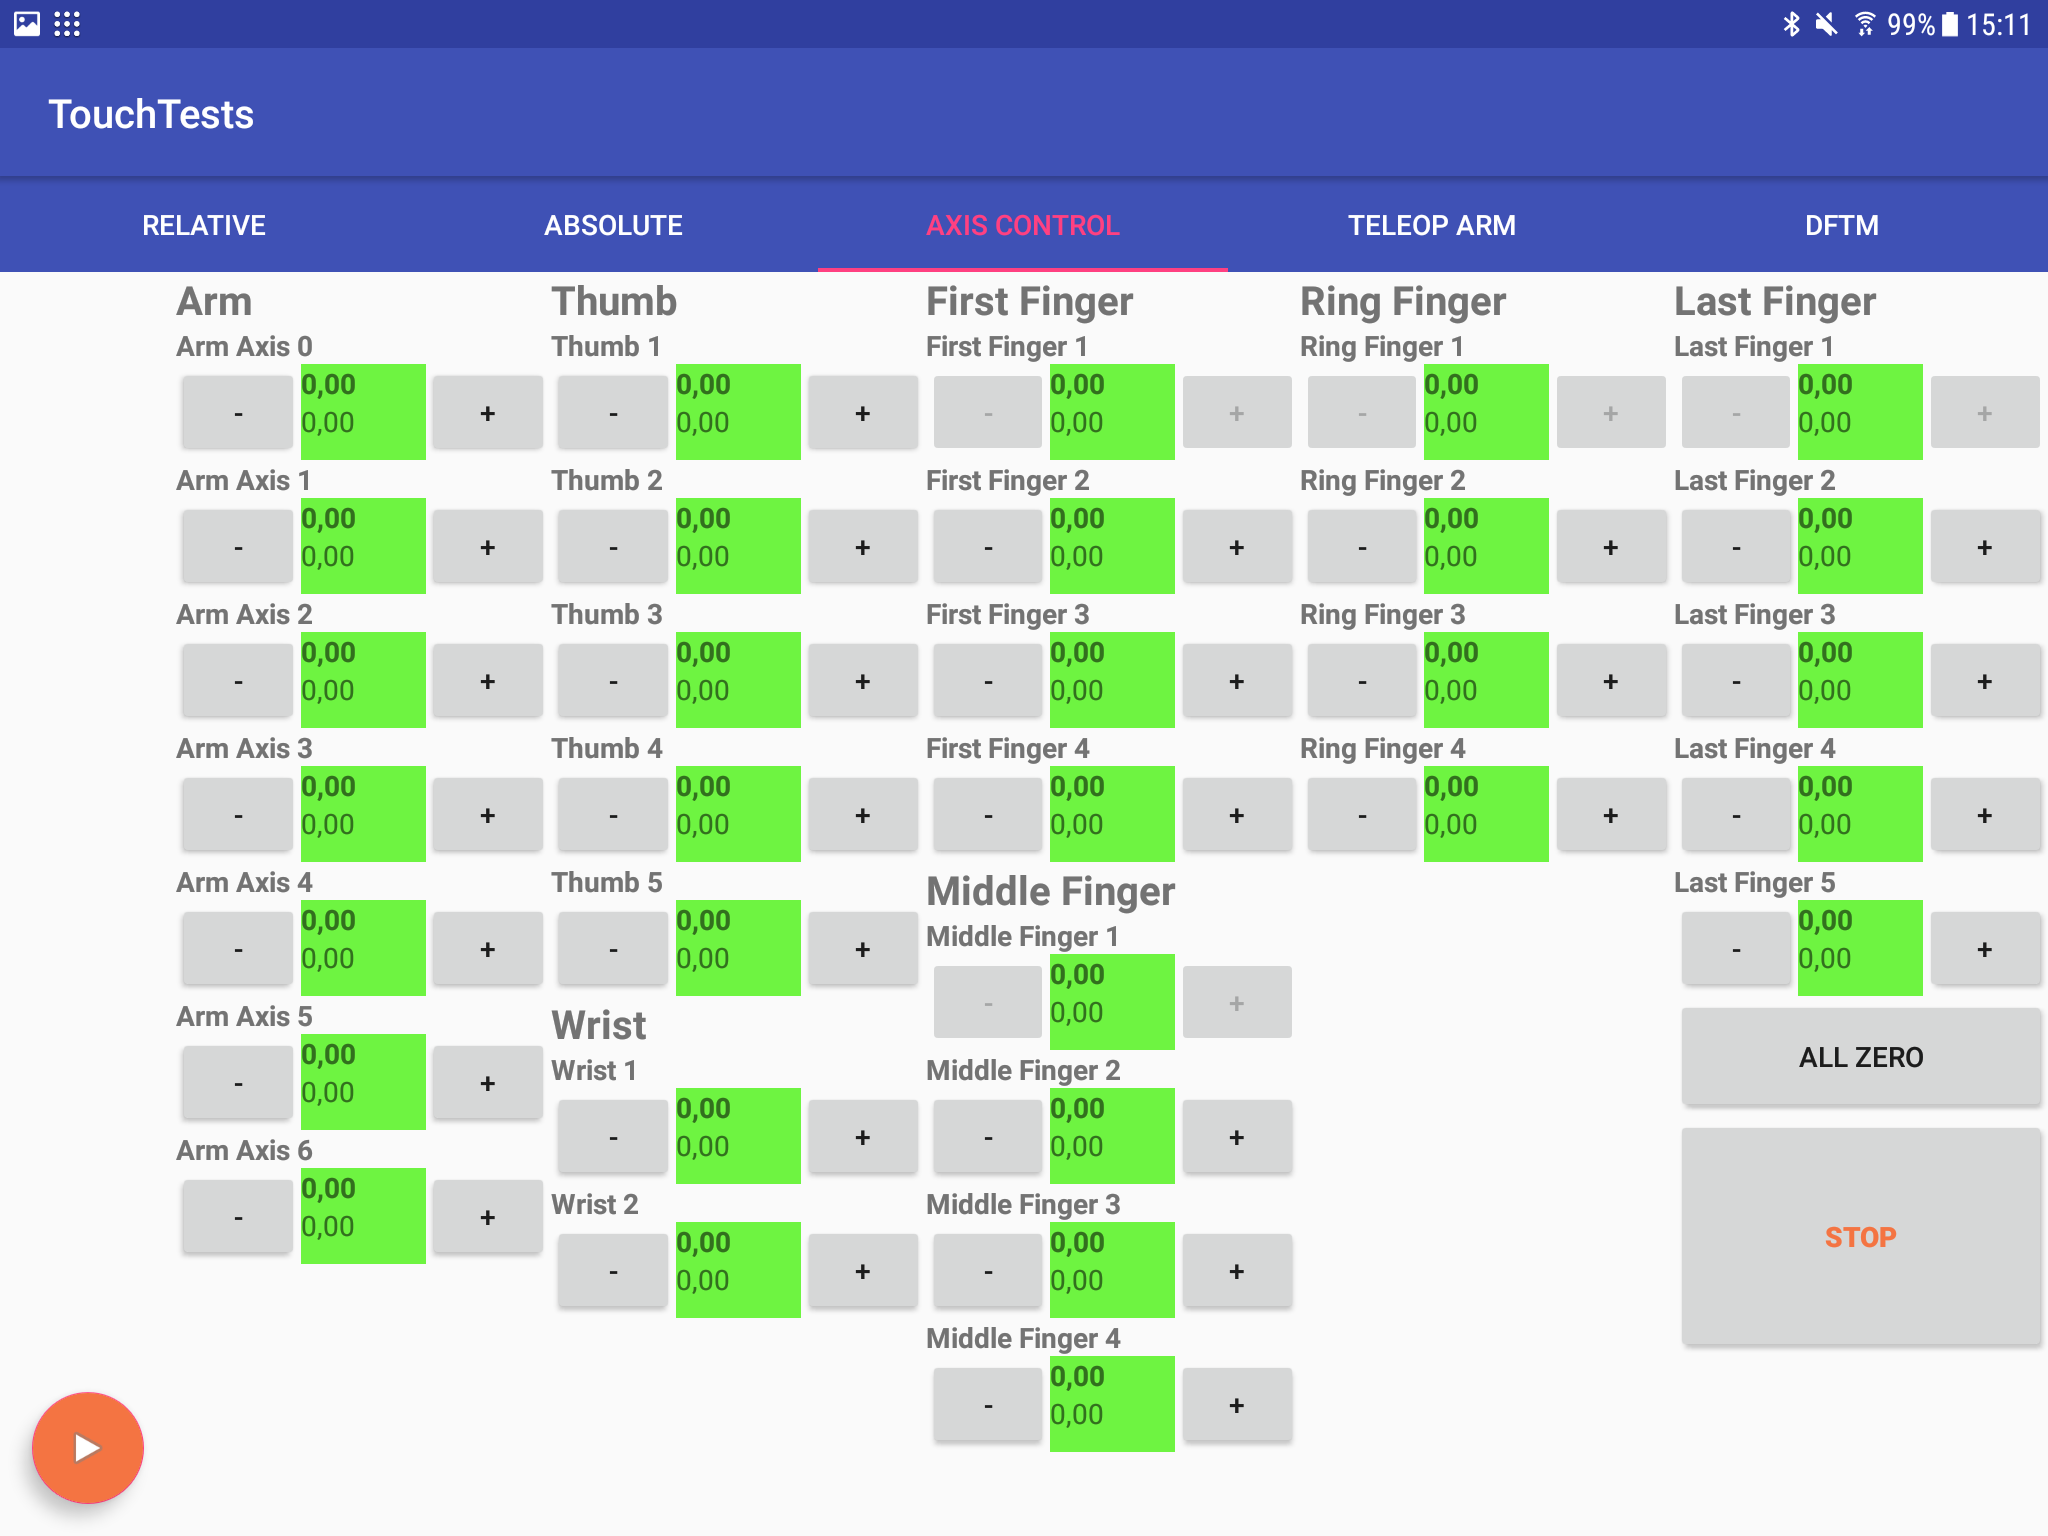 99% 15:11
TouchTests
RELATIVE ABSOLUTE AXIS CONTROL TELEOP ARM DFTM
Arm
Arm Axis 0
0,00
- +
0,00
Arm Axis 1
0,00
- +
0,00
Arm Axis 2
0,00
- +
0,00
Arm Axis 3
0,00
- +
0,00
Arm Axis 4
0,00
- +
0,00
Arm Axis 5
0,00
- +
0,00
Arm Axis 6
0,00
- +
0,00
Thumb
Thumb 1
0,00
- +
0,00
Thumb 2
0,00
- +
0,00
Thumb 3
0,00
- +
0,00
Thumb 4
0,00
- +
0,00
Thumb 5
0,00
- +
0,00
Wrist
Wrist 1
0,00
- +
0,00
Wrist 2
0,00
- +
0,00
First Finger
First Finger 1
0,00
- +
0,00
First Finger 2
0,00
- +
0,00
First Finger 3
0,00
- +
0,00
First Finger 4
0,00
- +
0,00
Middle Finger
Middle Finger 1
0,00
- +
0,00
Middle Finger 2
0,00
- +
0,00
Middle Finger 3
0,00
- +
0,00
Middle Finger 4
0,00
- +
0,00
Ring Finger
Ring Finger 1
0,00
- +
0,00
Ring Finger 2
0,00
- +
0,00
Ring Finger 3
0,00
- +
0,00
Ring Finger 4
0,00
- +
0,00
Last Finger
Last Finger 1
0,00
- +
0,00
Last Finger 2
0,00
- +
0,00
Last Finger 3
0,00
- +
0,00
Last Finger 4
0,00
- +
0,00
Last Finger 5
0,00
- +
0,00
ALL ZERO
STOP